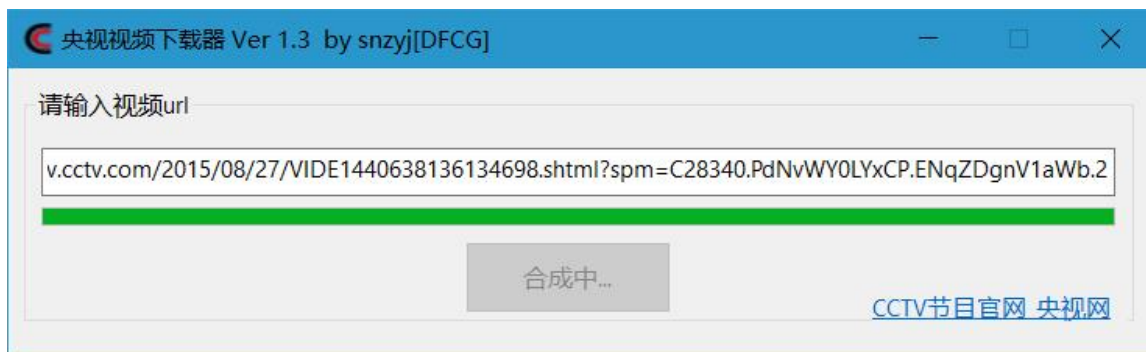 央视视频下载器 Ver 1.3 by snzyj[DFCG]
请输入视频url
v.cctv.com/2015/08/27/VIDE1440638136134698.shtml?spm=C28340.PdNvWY0LYxCP.ENqZDgnV1aWb.2
合成中...
CCTV节目官网 央视网